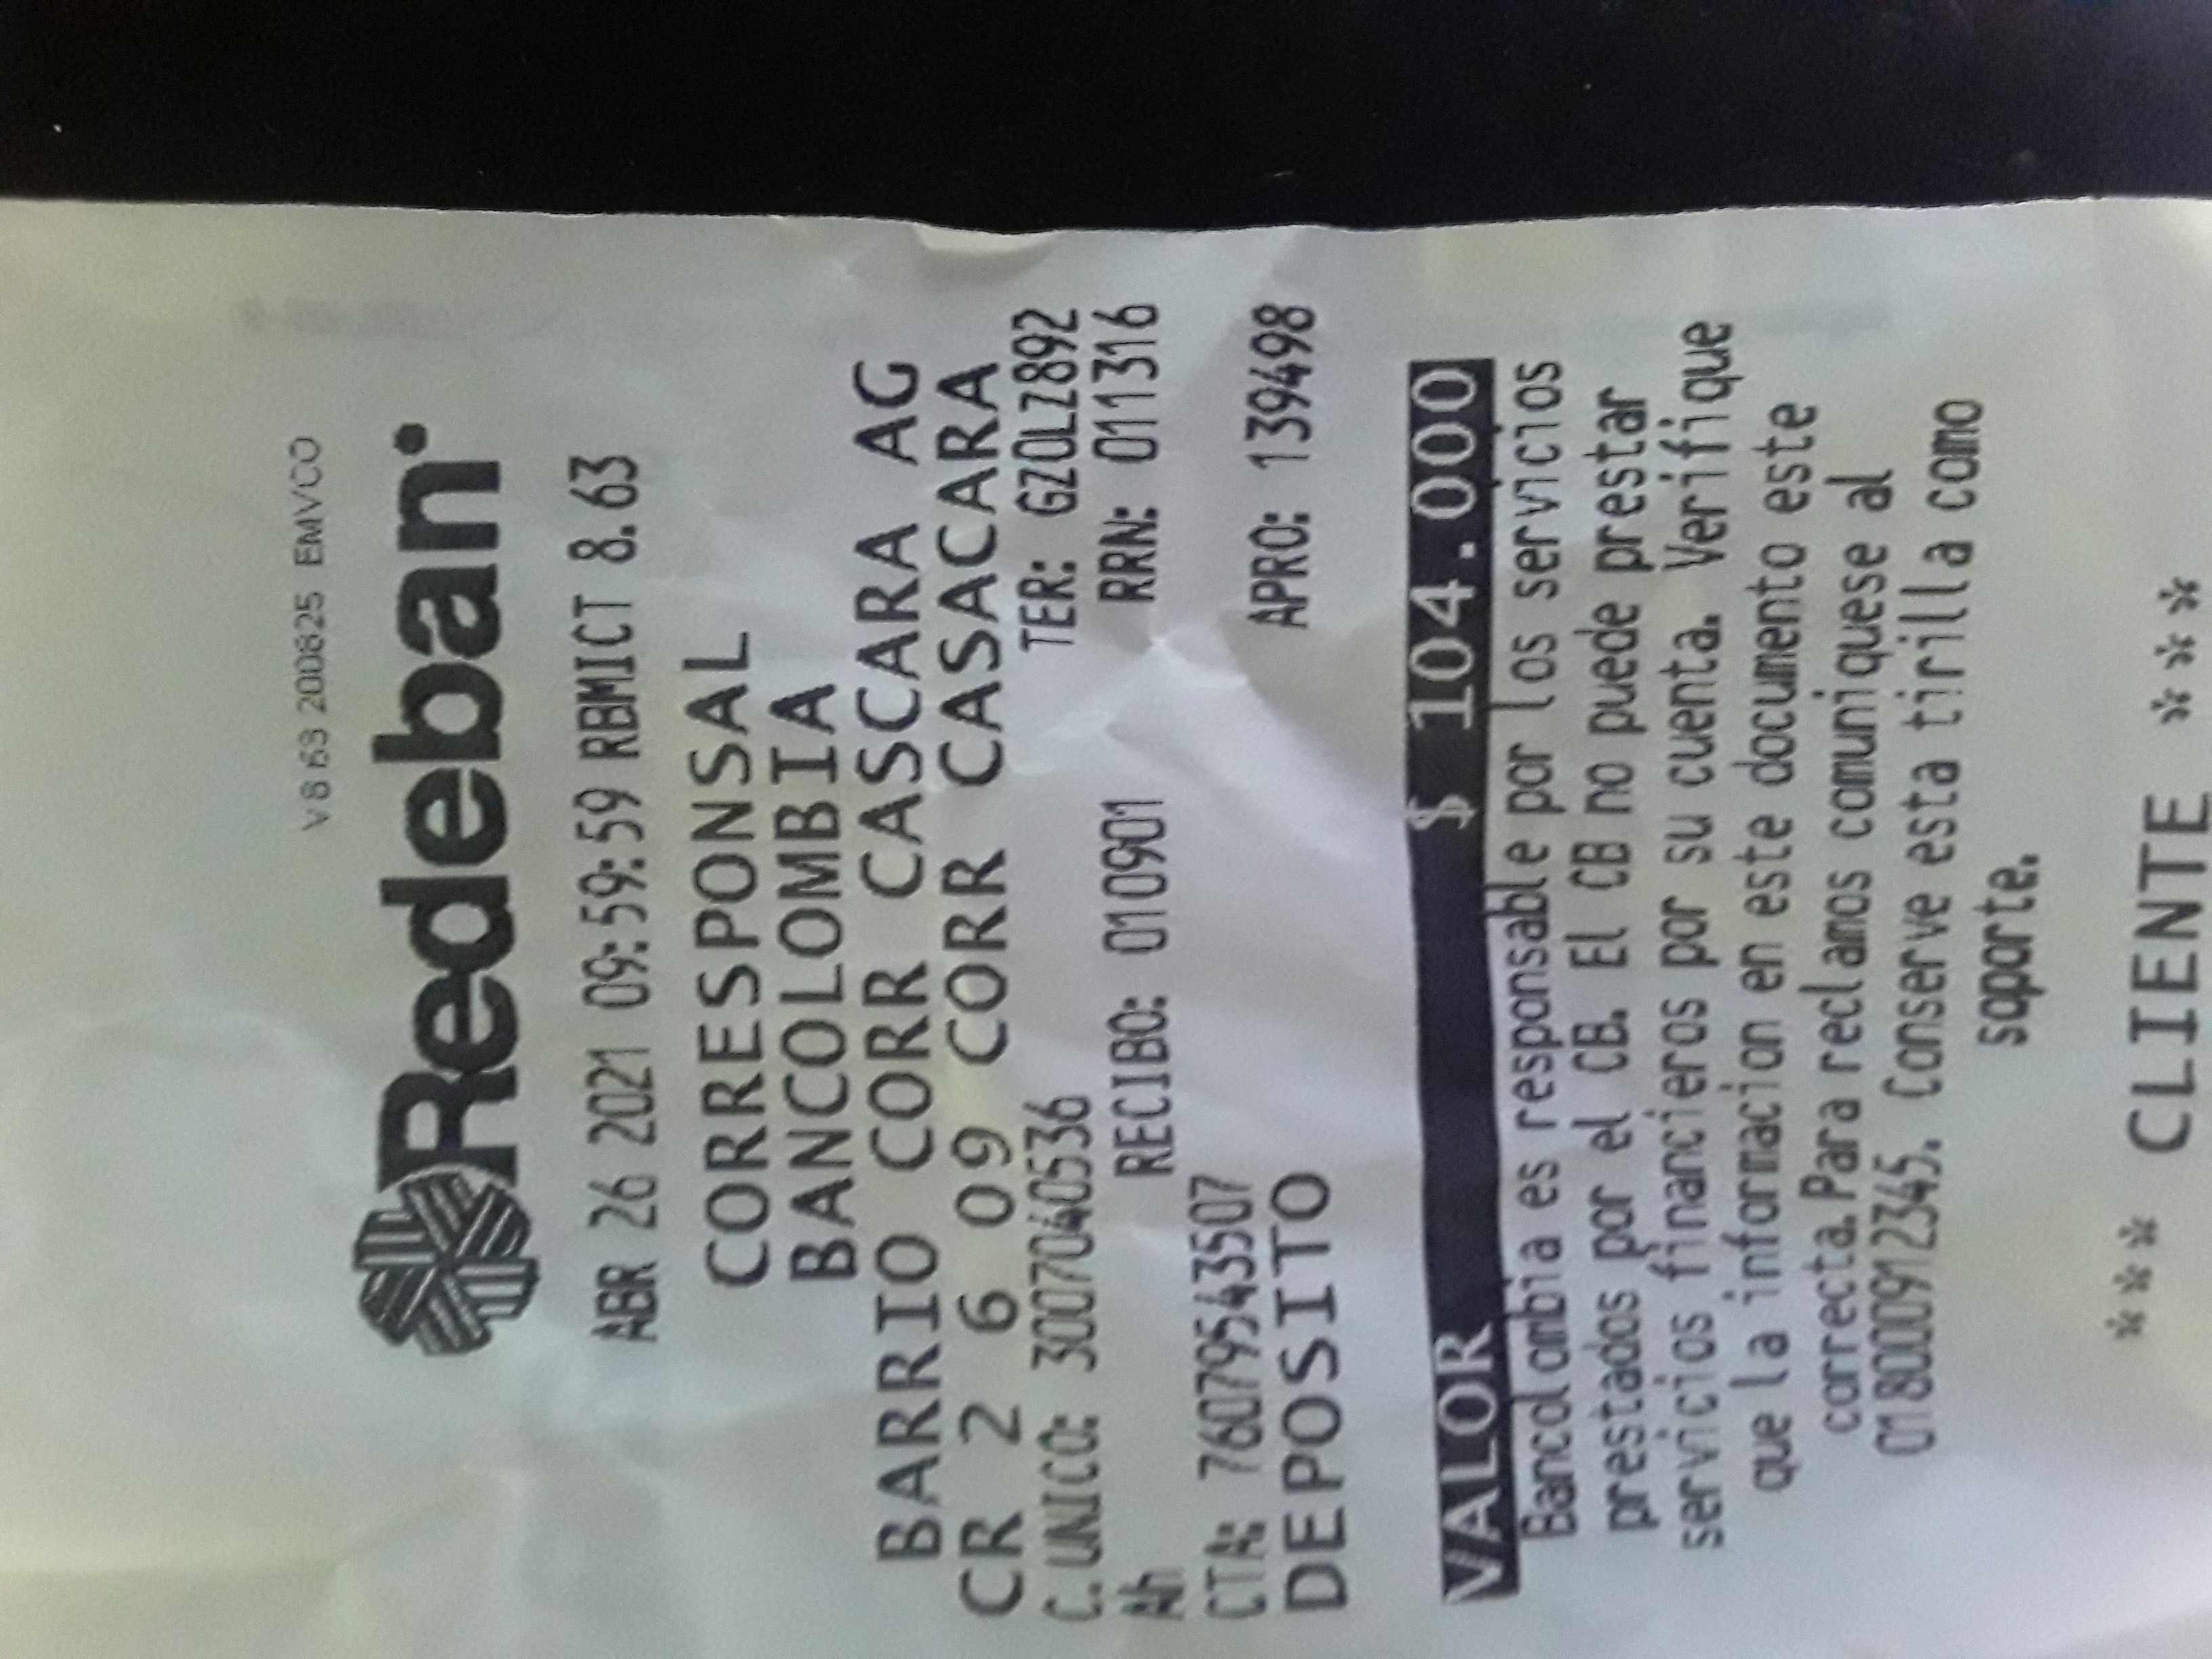 V8.63 200825 EMVCO
Redeban
ABR 26 2021 09:59:59 RBMICT 8.63
CORRESPONSAL
BANCOLOMBIA
BARRIO CORR CASCARA AG
CR 2 6 09 CORR CASACARA
C.UNICO: 3007040536 TER: GZOLZ892
Ah RECIBO: 010901 RRN: 011316
CTA: 76079543507
DEPOSITO APRO: 139498
VALOR $ 104.000
Bancolombia es responsable por los servicios
prestados por el CB. El CB no puede prestar
servicios financieros por su cuenta. Verifique
que la informacion en este documento este
correcta.Para reclamos comuniquese al
018000912345. Conserve esta tirilla como
soporte.
*** CLIENTE ***